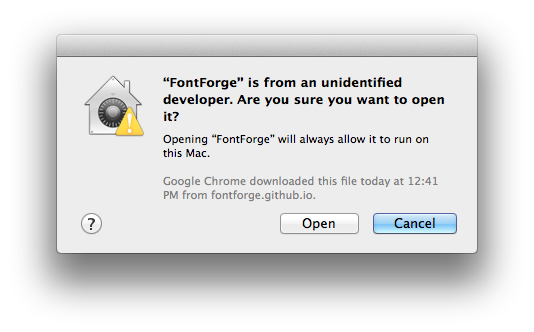 “FontForge” is from an unidentified
developer. Are you sure you want to open
it?
Opening “FontForge” will always allow it to run on
this Mac.
Google Chrome downloaded this file today at 12:41
PM from fontforge.github.io.
? Open Cancel